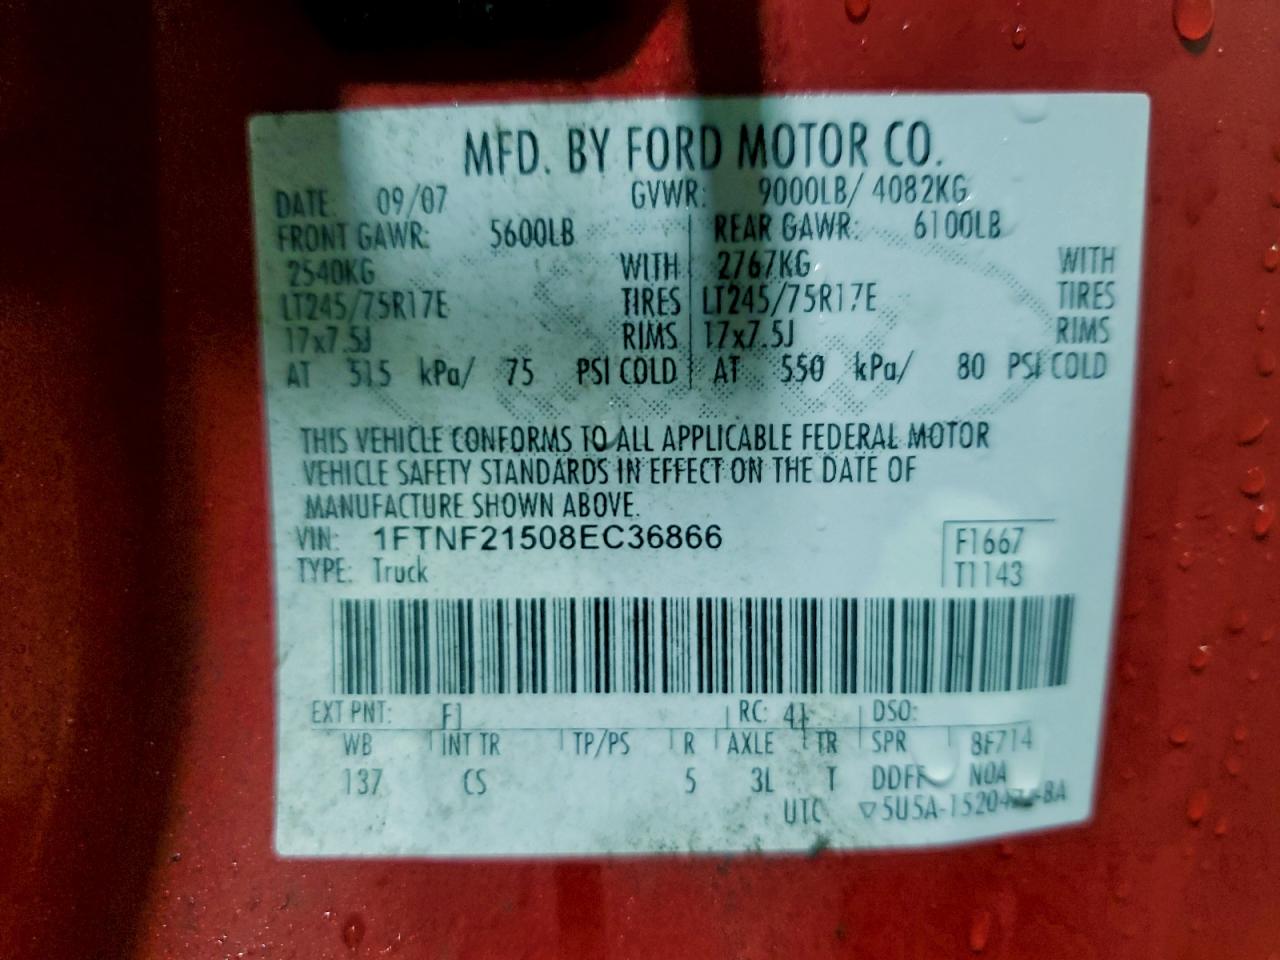 MFD. BY FORD MOTOR CO.
DATE: 09/07 GVWR: 9000LB/ 4082KG
FRONT GAWR: 5600LB REAR GAWR: 6100LB
2540KG WITH 2767KG WITH
LT245/75R17E TIRES LT245/75R17E TIRES
17x7.5J RIMS 17x7.5J RIMS
AT 515 kPa/ 75 PSI COLD AT 550 kPa/ 80 PSI COLD
THIS VEHICLE CONFORMS TO ALL APPLICABLE FEDERAL MOTOR
VEHICLE SAFETY STANDARDS IN EFFECT ON THE DATE OF
MANUFACTURE SHOWN ABOVE.
VIN: 1FTNF21508EC36866 F1667
TYPE: Truck T1143
EXT PNT: F1 RC: 41 DSO:
WB INT TR TP/PS R AXLE TR SPR 8F714
137 CS 5 3L T DDFF N0A
UTC